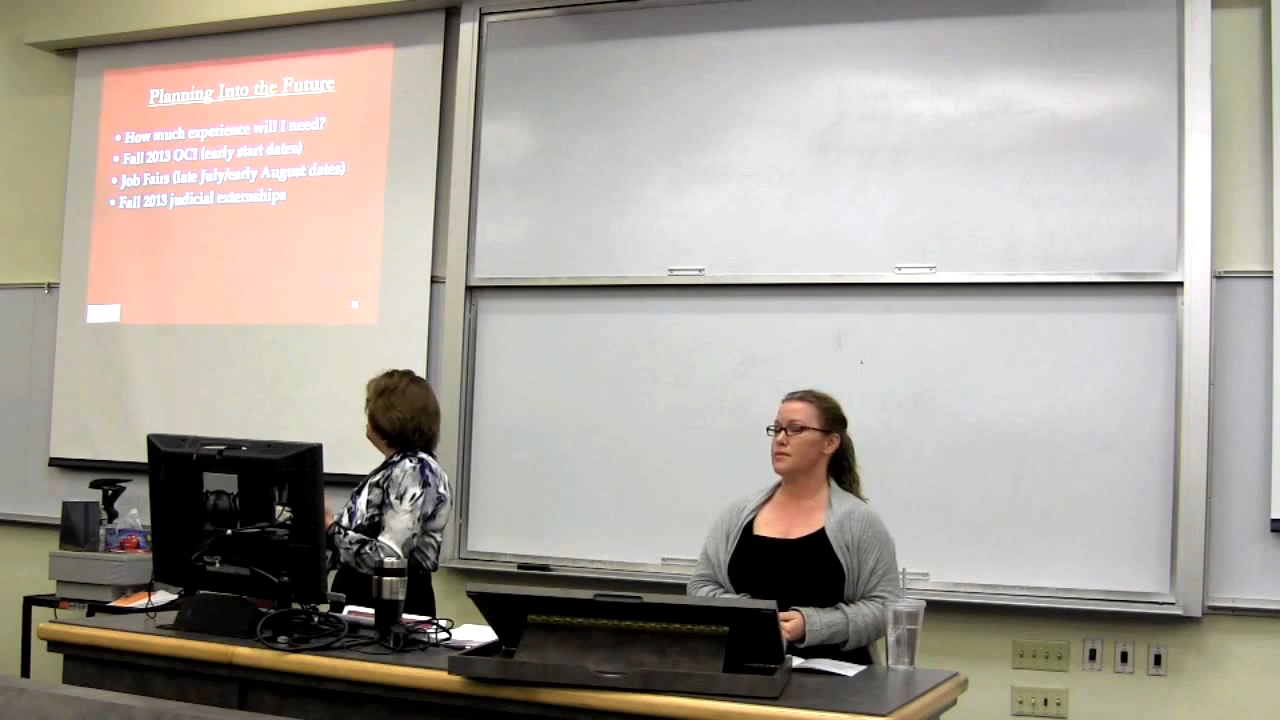 Planning Into the Future
• How much experience will I need?
• Fall 2013 OCI (early start dates)
• Job Fairs (late July/early August dates)
• Fall 2013 judicial externships